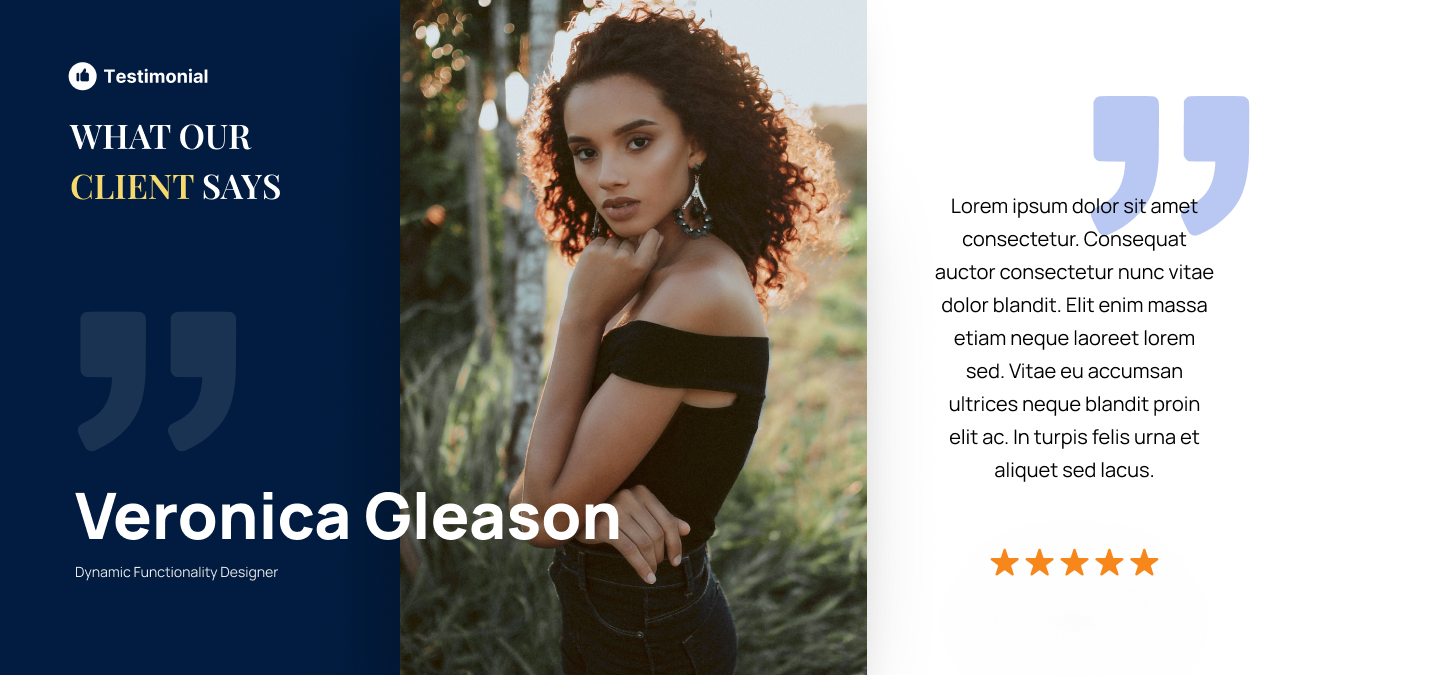 Testimonial
WHAT OUR
CLIENT SAYS
Veronica Gleason
Dynamic Functionality Designer
Lorem ipsum dolor sit amet
consectetur. Consequat
auctor consectetur nunc vitae
dolor blandit. Elit enim massa
etiam neque laoreet lorem
sed. Vitae eu accumsan
ultrices neque blandit proin
elit ac. In turpis felis urna et
aliquet sed lacus.